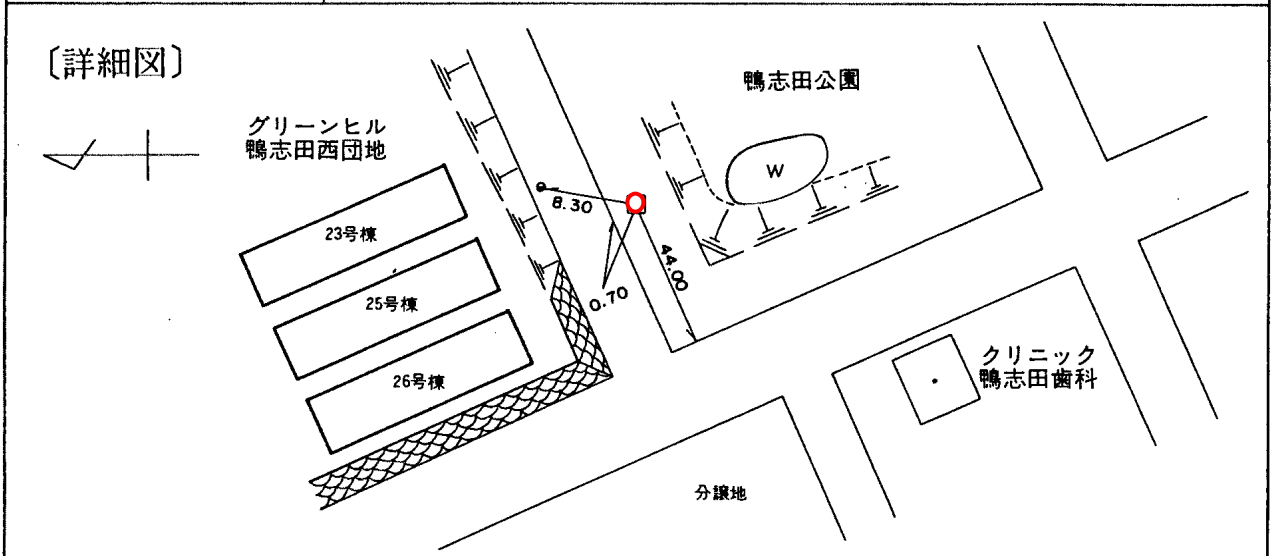 〔詳細図〕
鴨志田公園
グリーンヒル
鴨志田西団地
W
8.30
23号棟
44.00
25号棟
0.70
26号棟
クリニック
鴨志田歯科
分譲地